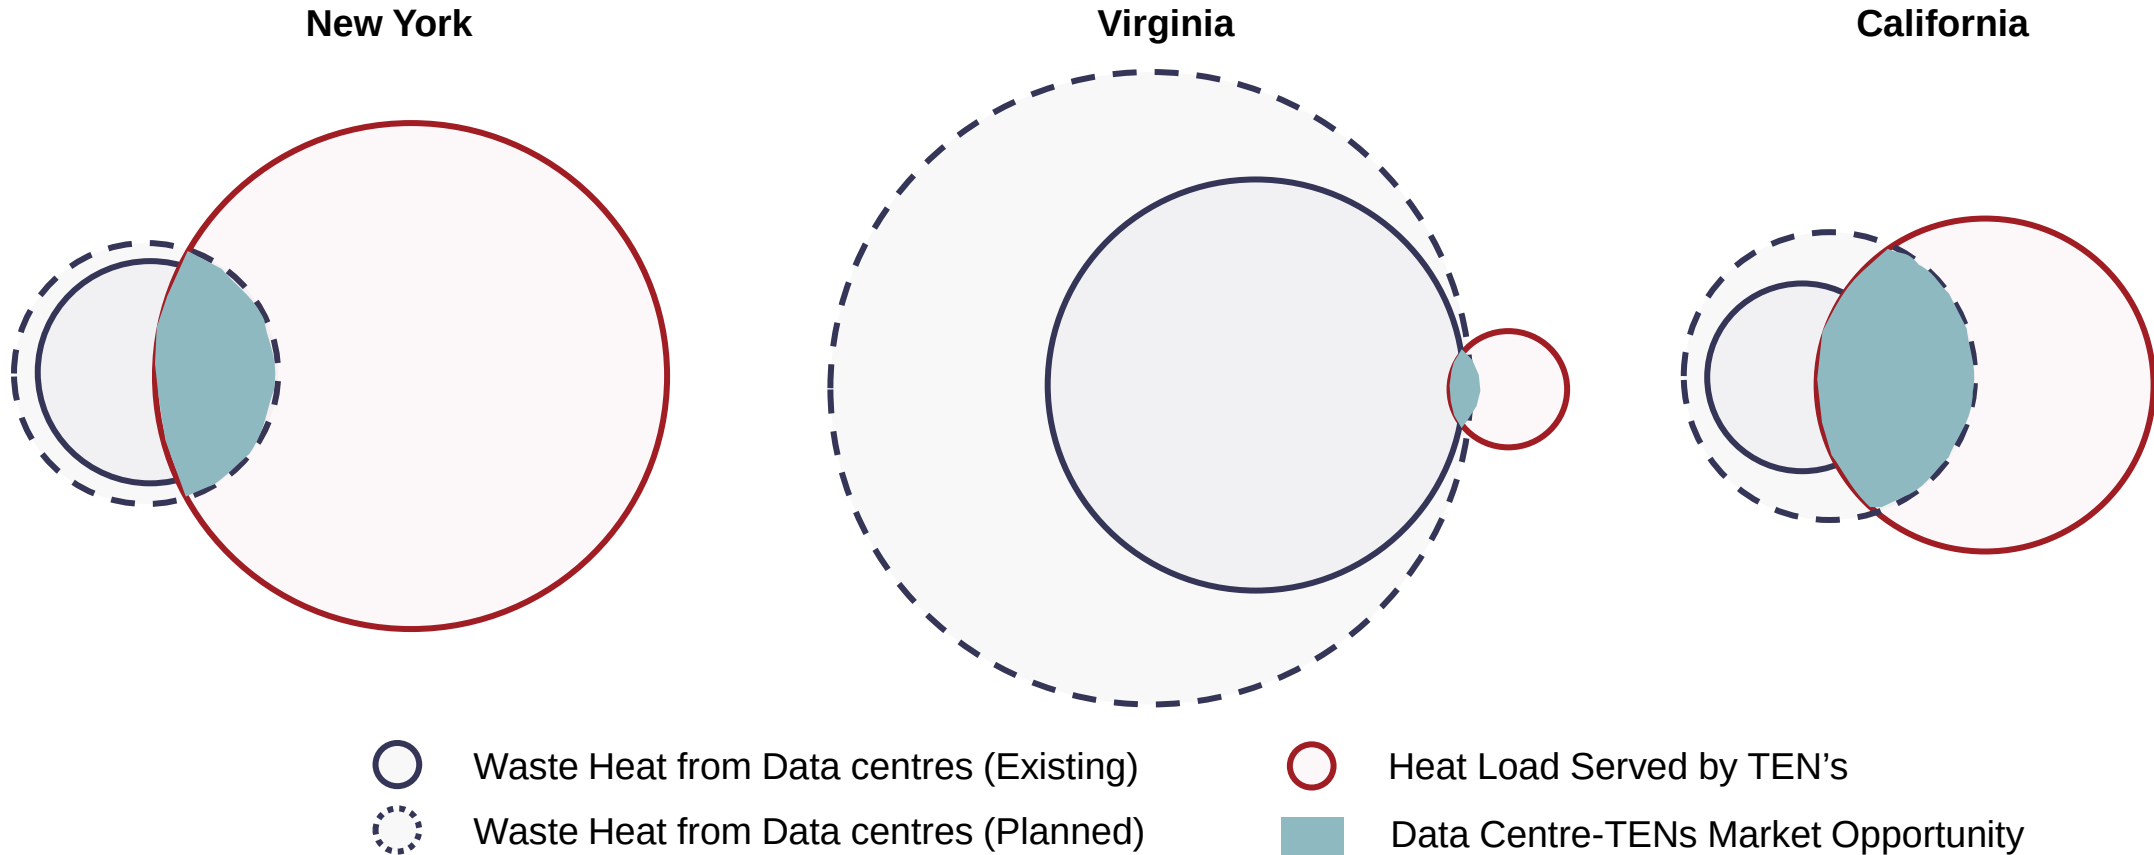 New York
Virginia
California
Waste Heat from Data centres (Existing)
Heat Load Served by TEN’s
Waste Heat from Data centres (Planned)
Data Centre-TENs Market Opportunity